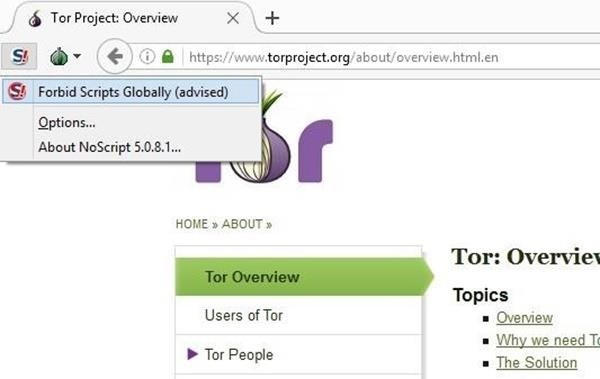 Tor Project: Overview
https://www.torproject.org/about/overview.html.en
S!
S! Forbid Scripts Globally (advised)
Options...
About NoScript 5.0.8.1...
Tor
HOME » ABOUT »
Tor Overview
Users of Tor
Tor People
Tor: Overview
Topics
Overview
Why we need To
The Solution